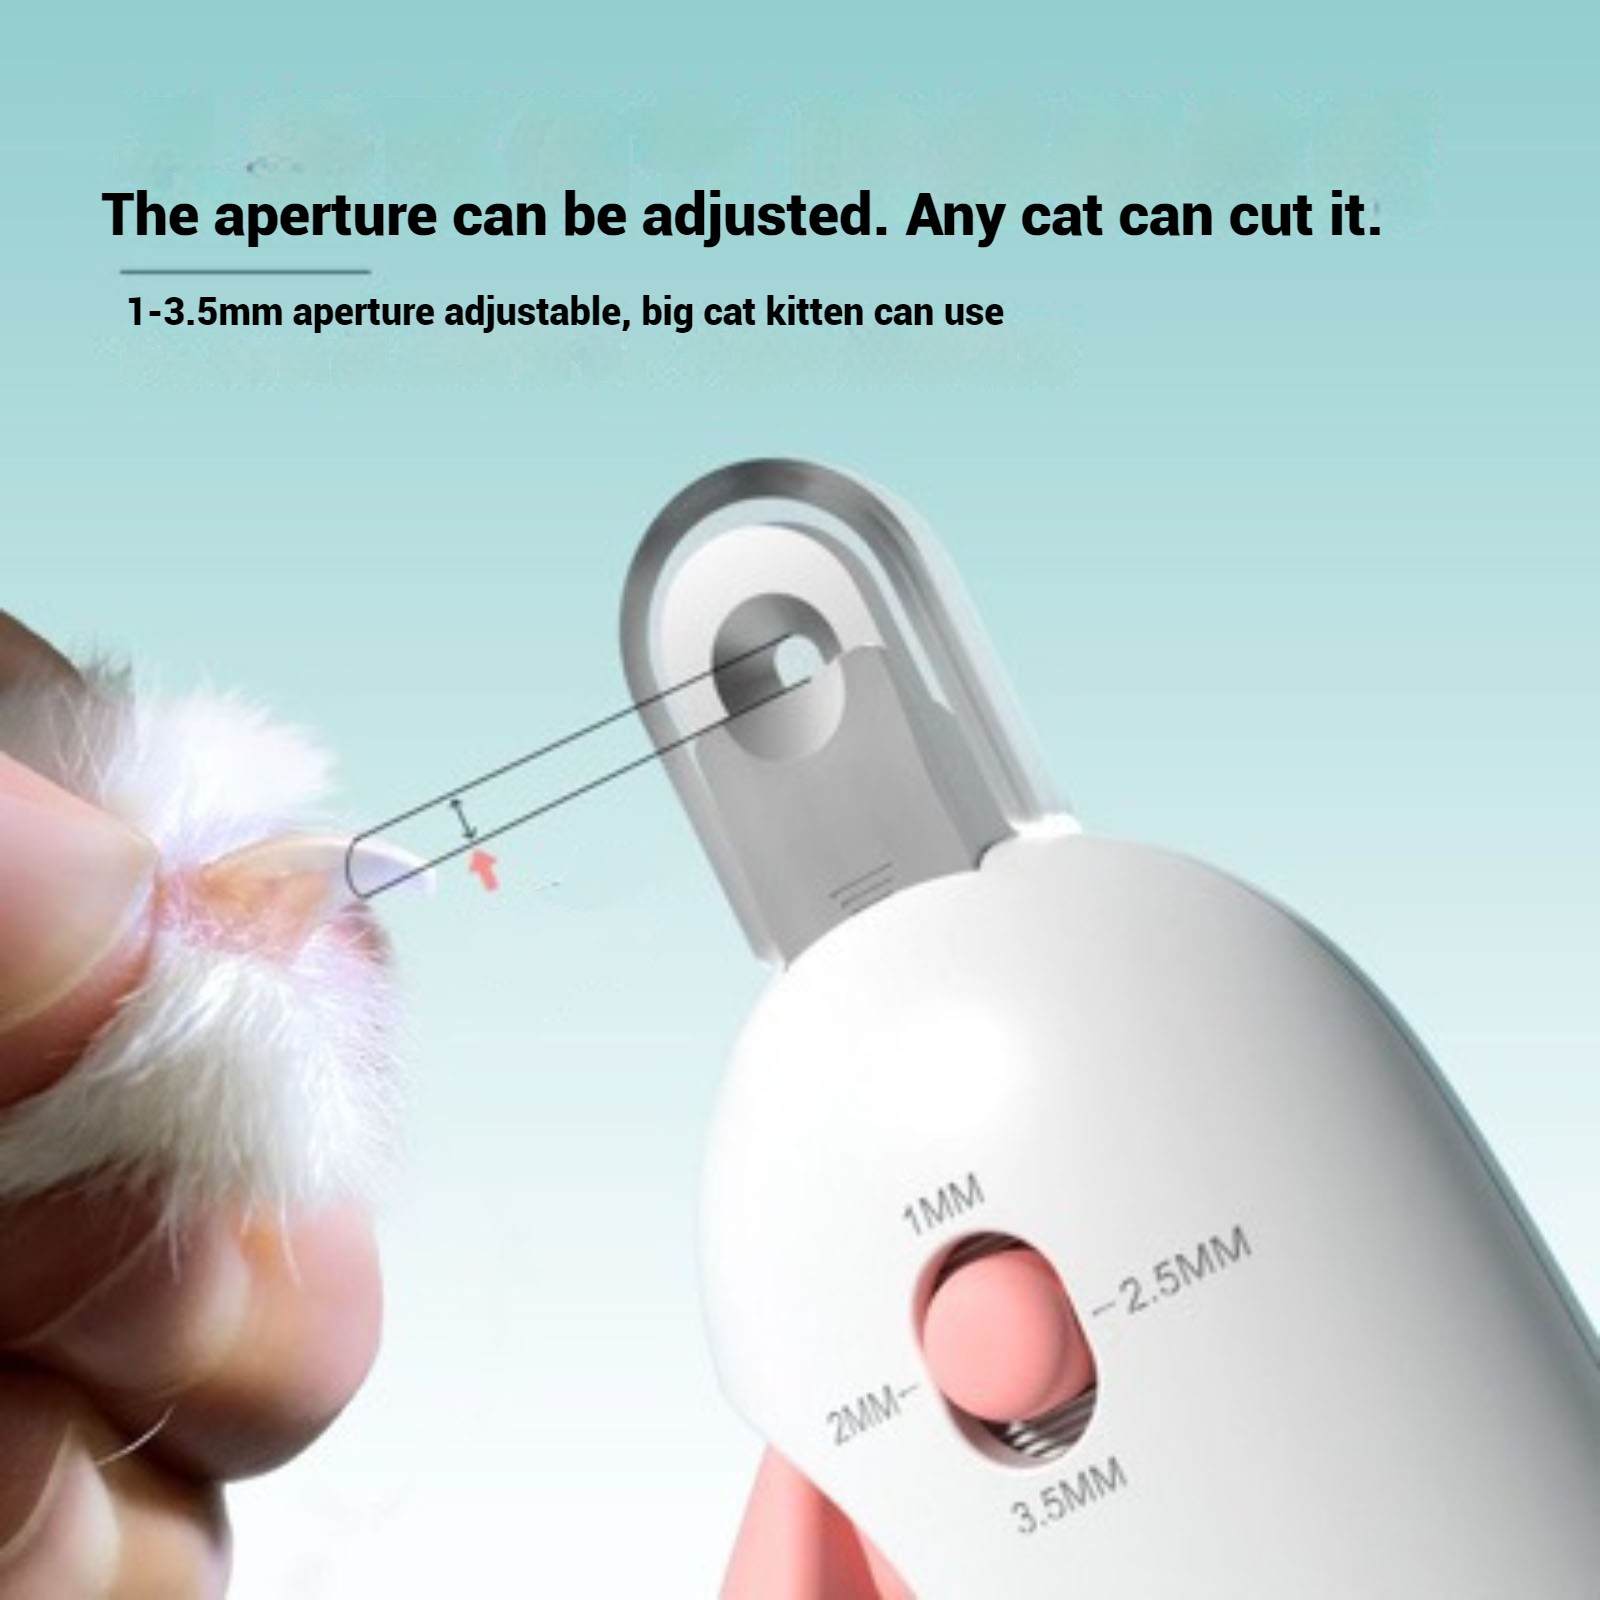 The aperture can be adjusted. Any cat can cut it.
1-3.5mm aperture adjustable, big cat kitten can use
1MM
2.5MM
2MM
3.5MM